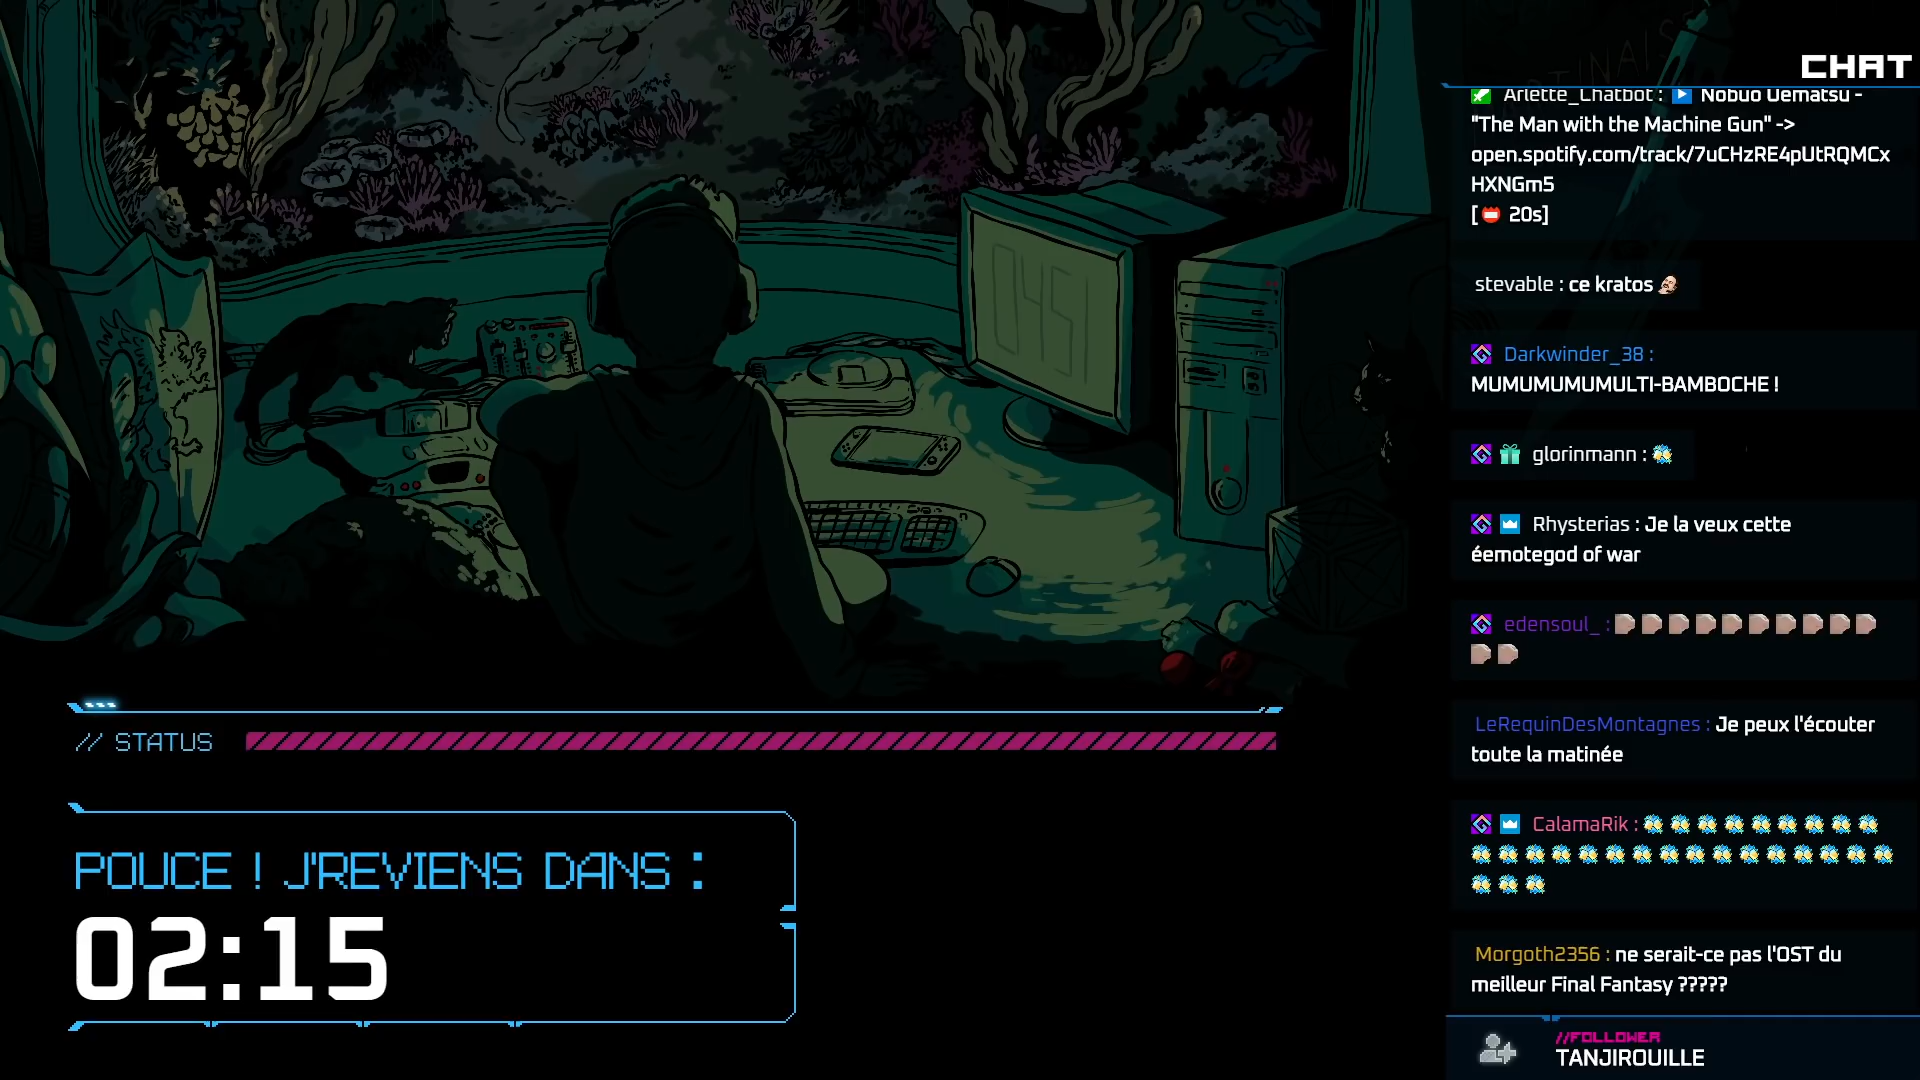 CHAT
Arlette_Chatbot : Nobuo Uematsu -
"The Man with the Machine Gun" ->
open.spotify.com/track/7uCHzRE4pUtRQMCx
HXNGm5
[ 20s]
stevable : ce kratos
Darkwinder_38 :
MUMUMUMUMULTI-BAMBOCHE !
glorinmann :
Rhysterias : Je la veux cette
éemotegod of war
edensoul_ :
LeRequinDesMontagnes : Je peux l'écouter
toute la matinée
CalamaRik :
Morgoth2356 : ne serait-ce pas l'OST du
meilleur Final Fantasy ?????
//FOLLOWER
TANJIROUILLE
0451
// STATUS
POUCE ! J'REVIENS DANS :
02:15